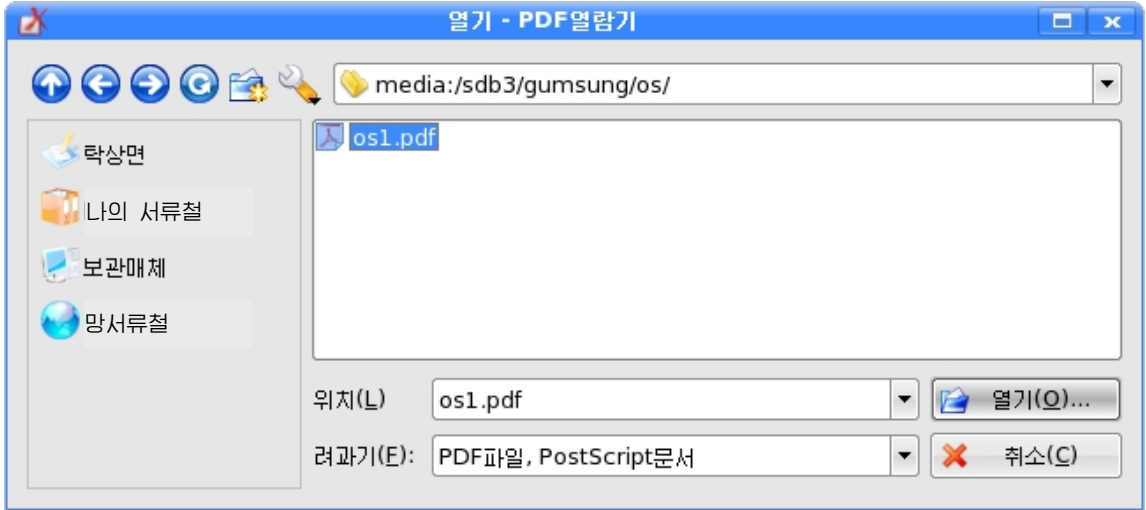 열기 - PDF열람기
media:/sdb3/gumsung/os/
os1.pdf
탁상면
나의 서류철
보관매체
망서류철
위치(L)
os1.pdf
열기(O)...
려과기(F):
PDF파일, PostScript문서
취소(C)